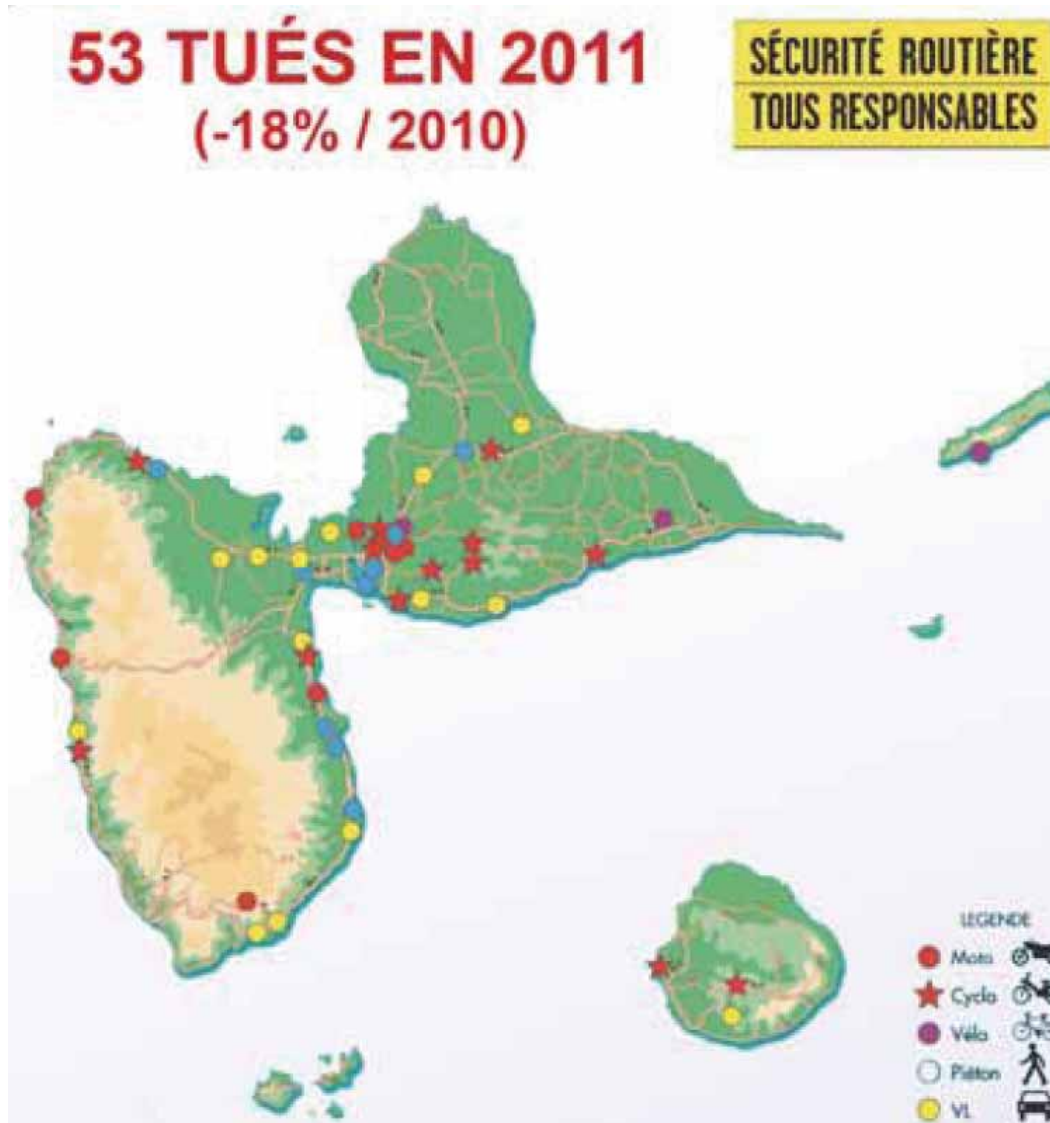 53 TUÉS EN 2011
(-18% / 2010)
SÉCURITÉ ROUTIÈRE
TOUS RESPONSABLES
LEGENDE
Moto
Cyclo
Vélo
Piéton
VL